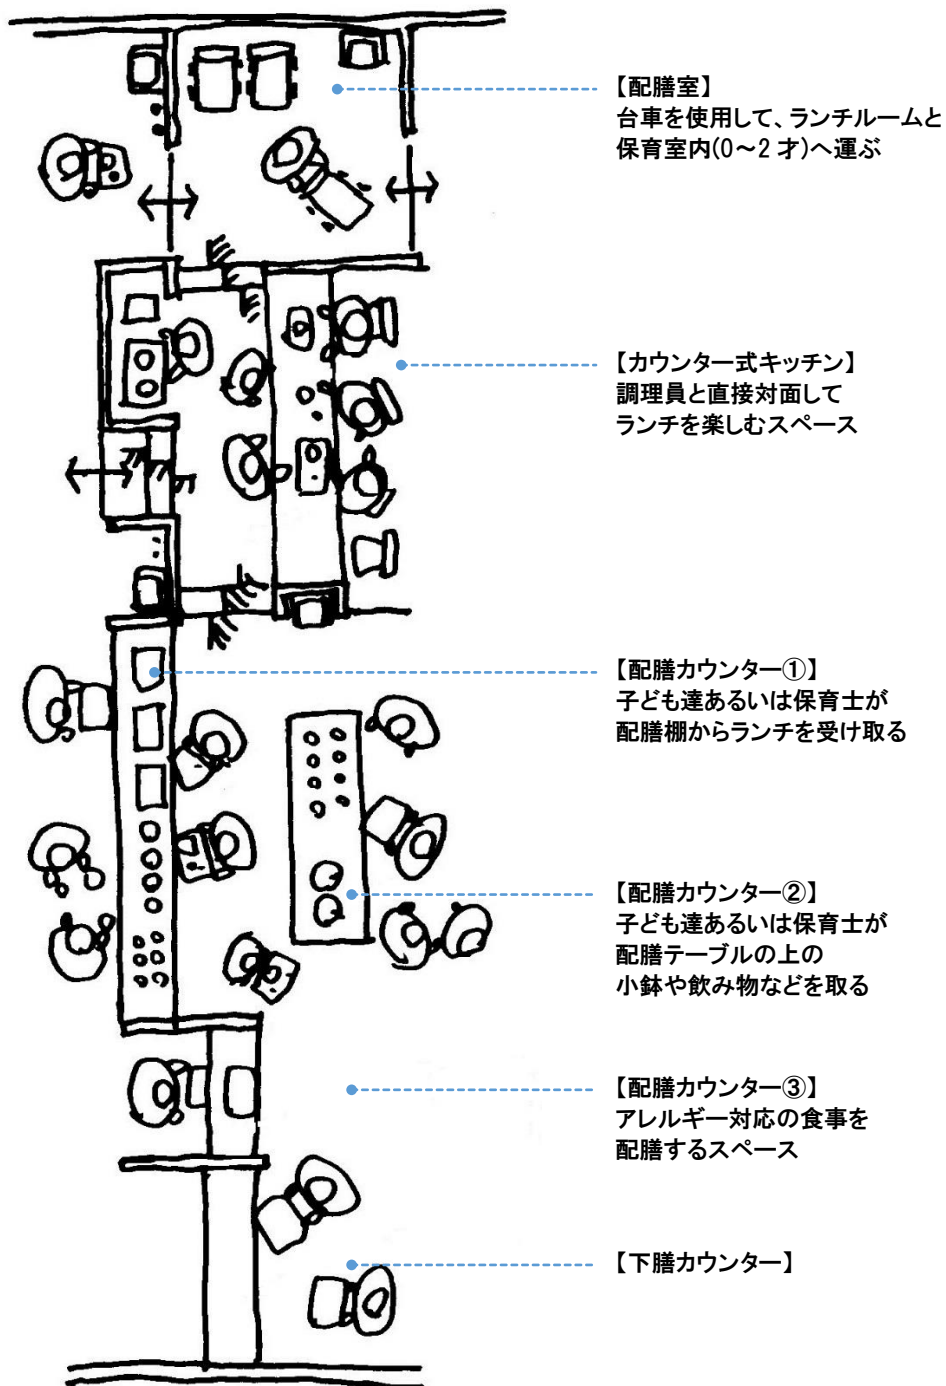 【配膳室】
台車を使用して、ランチルームと
保育室内(0～2才)へ運ぶ
【カウンター式キッチン】
調理員と直接対面して
ランチを楽しむスペース
【配膳カウンター①】
子ども達あるいは保育士が
配膳棚からランチを受け取る
【配膳カウンター②】
子ども達あるいは保育士が
配膳テーブルの上の
小鉢や飲み物などを取る
【配膳カウンター③】
アレルギー対応の食事を
配膳するスペース
【下膳カウンター】